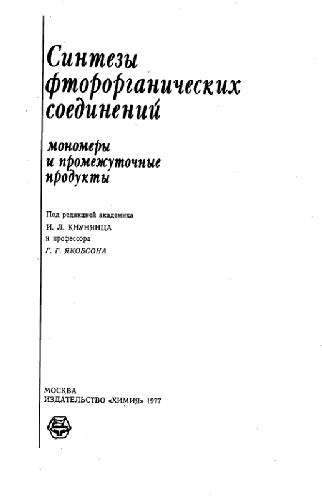 Синтезы
фторорганических
соединений
мономеры
и промежуточные
продукты
Под редакцией академика
И. Л. КНУНЯНЦА
и профессора
Г. Г. ЯКОБСОНА
МОСКВА
ИЗДАТЕЛЬСТВО «ХИМИЯ» 1977